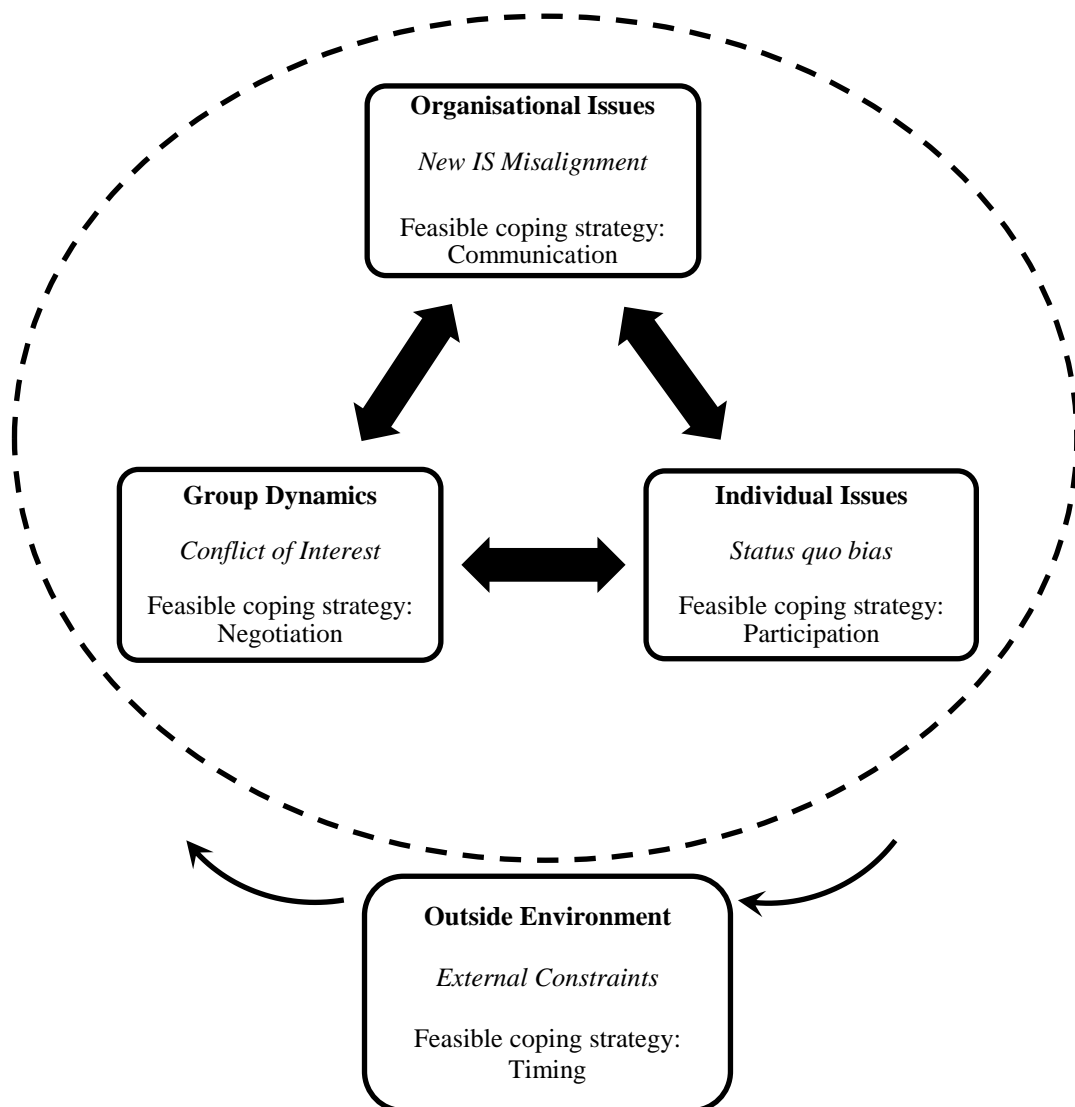 Organisational Issues
New IS Misalignment
Feasible coping strategy:
Communication
Group Dynamics
Conflict of Interest
Feasible coping strategy:
Negotiation
Individual Issues
Status quo bias
Feasible coping strategy:
Participation
Outside Environment
External Constraints
Feasible coping strategy:
Timing